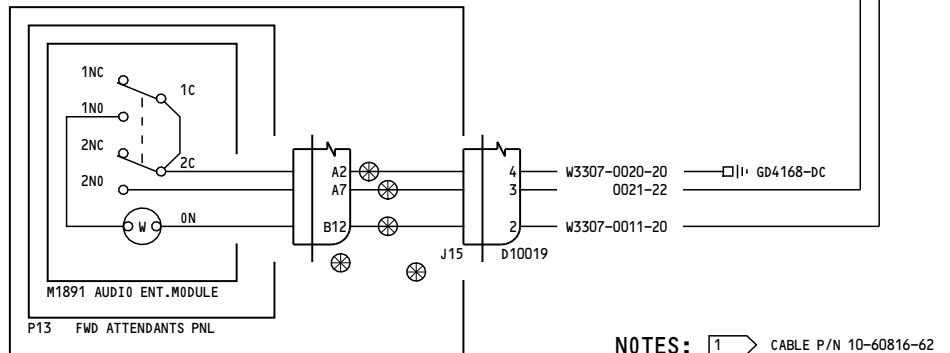 1NC
1C
1NO
2NC
2C
2NO
W
ON
A2
A7
B12
4
3
2
W3307-0020-20
GD4168-DC
0021-22
W3307-0011-20
J15
D10019
M1891 AUDIO ENT.MODULE
P13 FWD ATTENDANTS PNL
NOTES: 1 CABLE P/N 10-60816-62